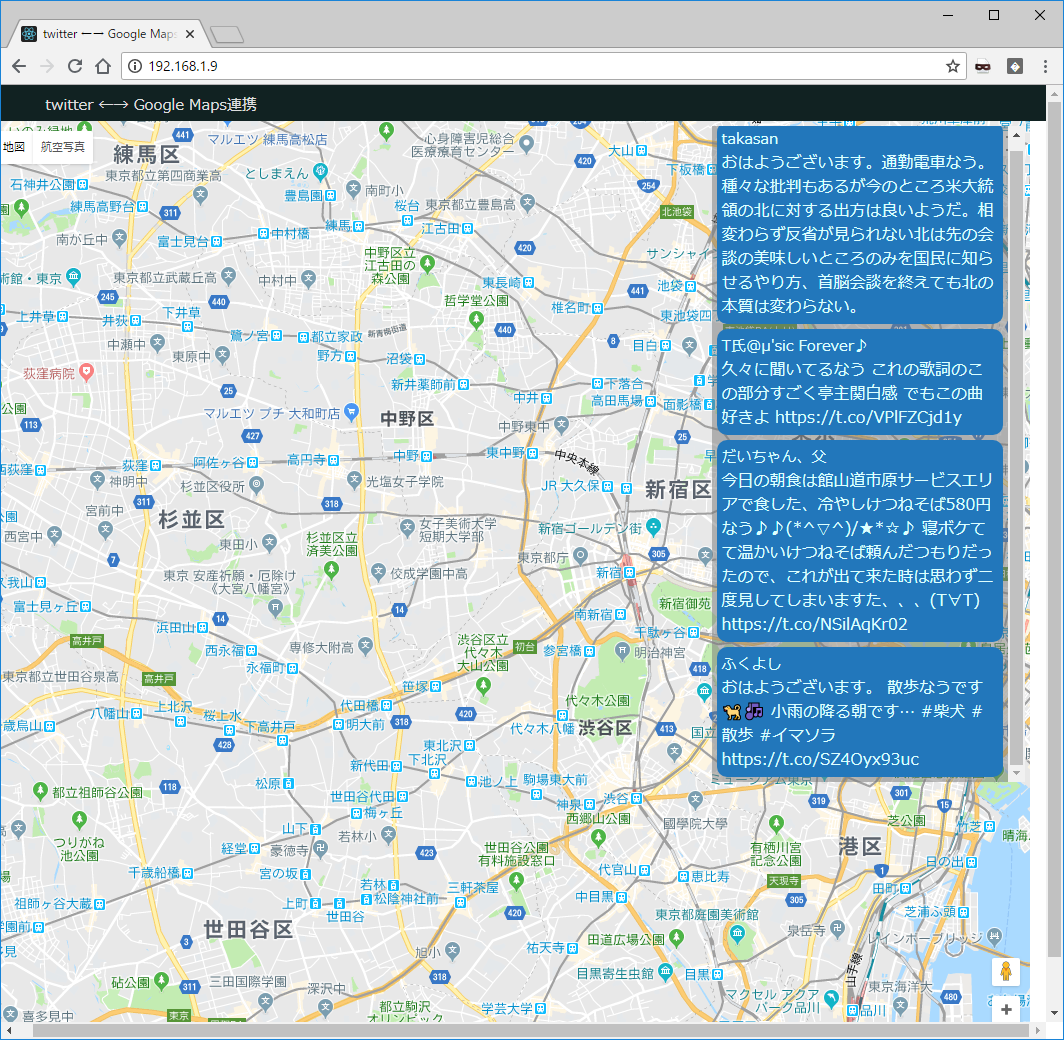 twitter ←→ Google Maps
192.168.1.9
twitter ←→ Google Maps連携
地図
航空写真
takasan
おはようございます。通勤電車なう。
種々な批判もあるが今のところ米大統
領の北に対する出方は良いようだ。相
変わらず反省が見られない北は先の会
談の美味しいところのみを国民に知ら
せるやり方、首脳会談を終えても北の
本質は変わらない。
T氏@μ'sic Forever♪
久々に聞いてるなう これの歌詞のこ
の部分すごく亭主関白感 でもこの曲
好きよ https://t.co/VPlFZCjd1y
だいちゃん、父
今日の朝食は館山道市原サービスエリ
アで食した、冷やしけつねそば580円
なう♪♪(*^▽^)/★*☆♪ 寝ボケて
て温かいけつねそば頼んだつもりだっ
たので、これが出て来た時は思わず二
度見してしまいますた、、、(T∀T)
https://t.co/NSilAqKr02
ふくよし
おはようございます。 散歩なうです
🐕🎶 小雨の降る朝です… #柴犬 #
散歩 #イマソラ
https://t.co/SZ4Oyx93uc
441
マルエツ 練馬高松店
心身障害児総合
医療療育センター
大山
下板橋
練馬区
東京都立第四商業高
420
254
石神井公園
としまえん
豊島園
南町小
練馬高野台
311
桜台
東京都立豊島高
北池袋
練馬
江古田
南が丘中
富士見台
中村橋
中野区立
江古田の
森公園
420
サンシャイ
術館・東京
東京都立武蔵丘高
中村中
東長崎
441
池袋
245
440
哲学堂公園
椎名町
東池袋四
上井草
井荻
下井草
鷺ノ宮
都立家政
新青梅街道
440
8
目白
中瀬中
東原中
野方
沼袋
荻窪病院
25
新井薬師前
下落合
高田馬場
面影橋
学習
中井
マルエツ プチ 大和町店
中野区
中野東中
113
427
25
西荻窪
荻窪
阿佐ヶ谷
高円寺
中野
東中野
中央本線
神明中
杉並区役所
光塩女子学院
JR 大久保
新宿区
宮前中
311
318
杉並区
女子美術大学
短期大学部
新宿ゴールデン街
西宮中
東田小
杉並区立
済美公園
東京都庁
305
7
東京 安産祈願・厄除け
《大宮八幡宮》
佼成学園中高
新宿
富士見ヶ丘
14
14
新宿御苑
南新宿
浜田山
千駄ヶ谷
高井戸
西永福
専修大附高
渋谷区立
代々木
大山公園
初台
参宮橋
明治神宮
永福町
418
東京都立世田谷泉高
高井戸
笹塚
代々木公園
八幡山
上北沢
桜上水
代田橋
明大前
318
420
代々木八幡
渋谷区
413
下高井戸
428
東北沢
下北沢
新代田
池ノ上
駒場東大前
松原
118
都立祖師谷公園
世田谷代田
梅ヶ丘
神泉
渋谷
西郷山公園
319
301
15
芝公園
竹芝
つりがね
池公園
山下
若林小
國學院大學
経堂
豪徳寺
423
世田谷公園
有料施設窓口
有栖川宮
記念公園
港区
日の出
千歳船橋
宮の坂
代官山
恵比寿
天現寺
1
若林
三軒茶屋
中目黒
305
田町
祖師ヶ谷大蔵
上町
松陰神社前
世田谷
420
東京都庭園美術館
芝浦ふ頭
世田谷区
3
旭小
祐天寺
田道広場公園
泉岳寺
レインボーブリッジ
318
目黒寄生虫館
目黒
山手線
東京海洋大
砧公園
311
三田国際学園
深沢中
マクセル アクア
パーク品川
品川
480
喜多見中
東京
都立駒沢
オリンピック
学芸大学